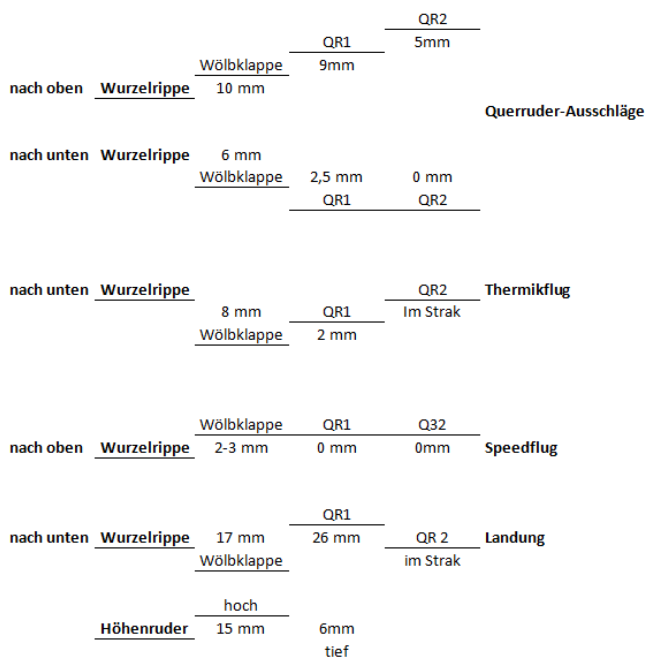 QR2
QR1 5mm
Wölbklappe 9mm
nach oben Wurzelrippe 10 mm
Querruder-Ausschläge
nach unten Wurzelrippe 6 mm
Wölbklappe 2,5 mm 0 mm
QR1 QR2
nach unten Wurzelrippe QR2 Thermikflug
8 mm QR1 Im Strak
Wölbklappe 2 mm
Wölbklappe QR1 Q32
nach oben Wurzelrippe 2-3 mm 0 mm 0mm Speedflug
QR1
nach unten Wurzelrippe 17 mm 26 mm QR 2 Landung
Wölbklappe im Strak
hoch
Höhenruder 15 mm 6mm
tief